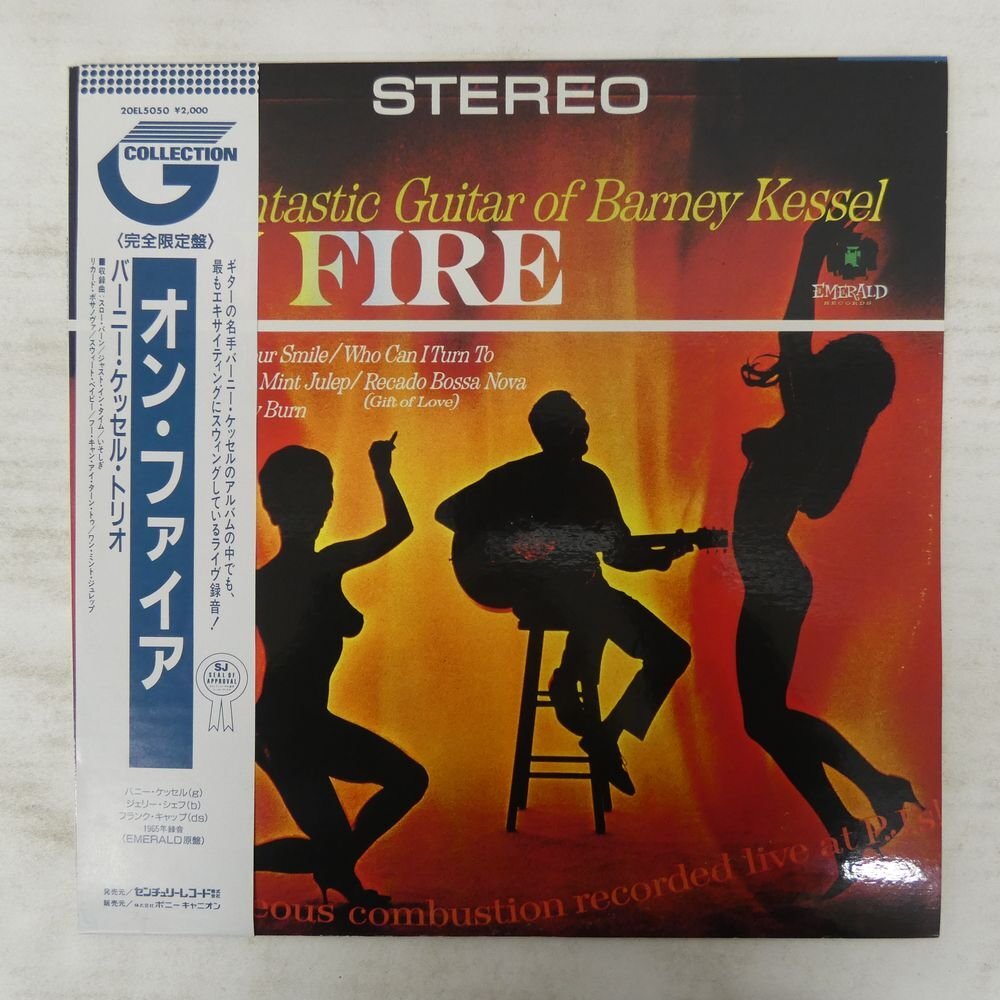 20EL5050 ¥2,000
G COLLECTION
〈完全限定盤〉
ギターの名手バーニー・ケッセルのアルバムの中でも、
最もエキサイティングにスウィングしているライヴ録音!
オン・ファイア
バーニー・ケッセル・トリオ
■収録曲:スロー・バーン/ジャスト・イン・タイム/いそしぎ
リカード・ボサノヴァ/スウィート・ベイビー/フー・キャン・アイ・ターン・トゥ/ワン・ミント・ジュレップ
SJ
SEAL OF
APPROVAL
バニー・ケッセル(g)
ジェリー・シェフ(b)
フランク・キャップ(ds)
1965年録音
〈EMERALD原盤〉
発売元/センチュリーレコード株式会社
販売元/株式会社ポニーキャニオン
STEREO
ntastic Guitar of Barney Kessel
FIRE
EMERALD
RECORDS
ur Smile/Who Can I Turn To
Mint Julep/Recado Bossa Nova
(Gift of Love)
Burn
eous combustion recorded live at P.J.'s!